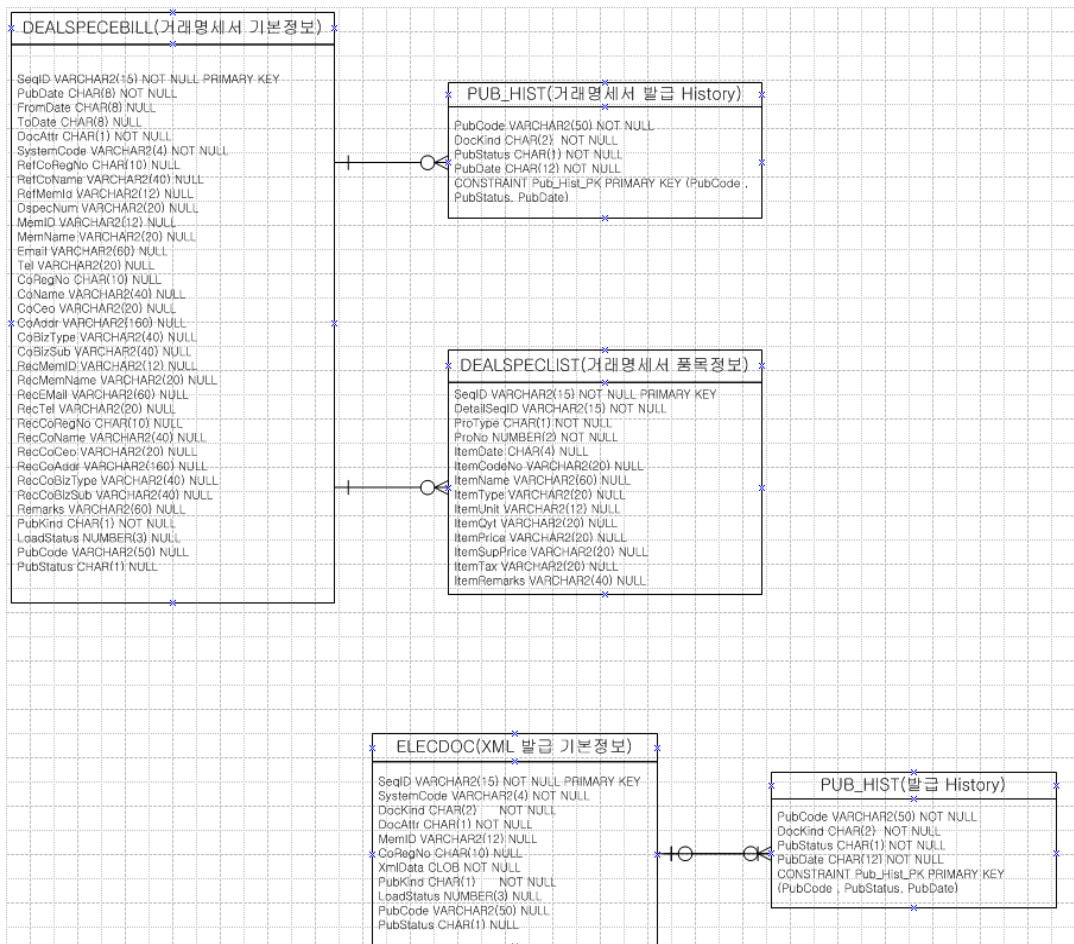 DEALSPECEBILL(거래명세서 기본정보)
SeqID VARCHAR2(15) NOT NULL PRIMARY KEY
PubDate CHAR(8) NOT NULL
FromDate CHAR(8) NULL
ToDate CHAR(8) NULL
DocAttr CHAR(1) NOT NULL
SystemCode VARCHAR2(4) NOT NULL
RefCoRegNo CHAR(10) NULL
RefCoName VARCHAR2(40) NULL
RefMemId VARCHAR2(12) NULL
DspecNum VARCHAR2(20) NULL
MemID VARCHAR2(12) NULL
MemName VARCHAR2(20) NULL
Email VARCHAR2(60) NULL
Tel VARCHAR2(20) NULL
CoRegNo CHAR(10) NULL
CoName VARCHAR2(40) NULL
CoCeo VARCHAR2(20) NULL
CoAddr VARCHAR2(160) NULL
CoBizType VARCHAR2(40) NULL
CoBizSub VARCHAR2(40) NULL
RecMemID VARCHAR2(12) NULL
RecMemName VARCHAR2(20) NULL
RecEMail VARCHAR2(60) NULL
RecTel VARCHAR2(20) NULL
RecCoRegNo CHAR(10) NULL
RecCoName VARCHAR2(40) NULL
RecCoCeo VARCHAR2(20) NULL
RecCoAddr VARCHAR2(160) NULL
RecCoBizType VARCHAR2(40) NULL
RecCoBizSub VARCHAR2(40) NULL
Remarks VARCHAR2(60) NULL
PubKind CHAR(1) NOT NULL
LoadStatus NUMBER(3) NULL
PubCode VARCHAR2(50) NULL
PubStatus CHAR(1) NULL
PUB_HIST(거래명세서 발급 History)
PubCode VARCHAR2(50) NOT NULL
DocKind CHAR(2) NOT NULL
PubStatus CHAR(1) NOT NULL
PubDate CHAR(12) NOT NULL
CONSTRAINT Pub_Hist_PK PRIMARY KEY (PubCode ,
PubStatus, PubDate)
DEALSPECLIST(거래명세서 품목정보)
SeqID VARCHAR2(15) NOT NULL PRIMARY KEY
DetailSeqID VARCHAR2(15) NOT NULL
ProType CHAR(1) NOT NULL
ProNo NUMBER(2) NOT NULL
ItemDate CHAR(4) NULL
ItemCodeNo VARCHAR2(20) NULL
ItemName VARCHAR2(60) NULL
ItemType VARCHAR2(20) NULL
ItemUnit VARCHAR2(12) NULL
ItemQyt VARCHAR2(20) NULL
ItemPrice VARCHAR2(20) NULL
ItemSupPrice VARCHAR2(20) NULL
ItemTax VARCHAR2(20) NULL
ItemRemarks VARCHAR2(40) NULL
ELECDOC(XML 발급 기본정보)
SeqID VARCHAR2(15) NOT NULL PRIMARY KEY
SystemCode VARCHAR2(4) NOT NULL
DocKind CHAR(2) NOT NULL
DocAttr CHAR(1) NOT NULL
MemID VARCHAR2(12) NULL
CoRegNo CHAR(10) NULL
XmlData CLOB NOT NULL
PubKind CHAR(1) NOT NULL
LoadStatus NUMBER(3) NULL
PubCode VARCHAR2(50) NULL
PubStatus CHAR(1) NULL
PUB_HIST(발급 History)
PubCode VARCHAR2(50) NOT NULL
DocKind CHAR(2) NOT NULL
PubStatus CHAR(1) NOT NULL
PubDate CHAR(12) NOT NULL
CONSTRAINT Pub_Hist_PK PRIMARY KEY
(PubCode , PubStatus, PubDate)